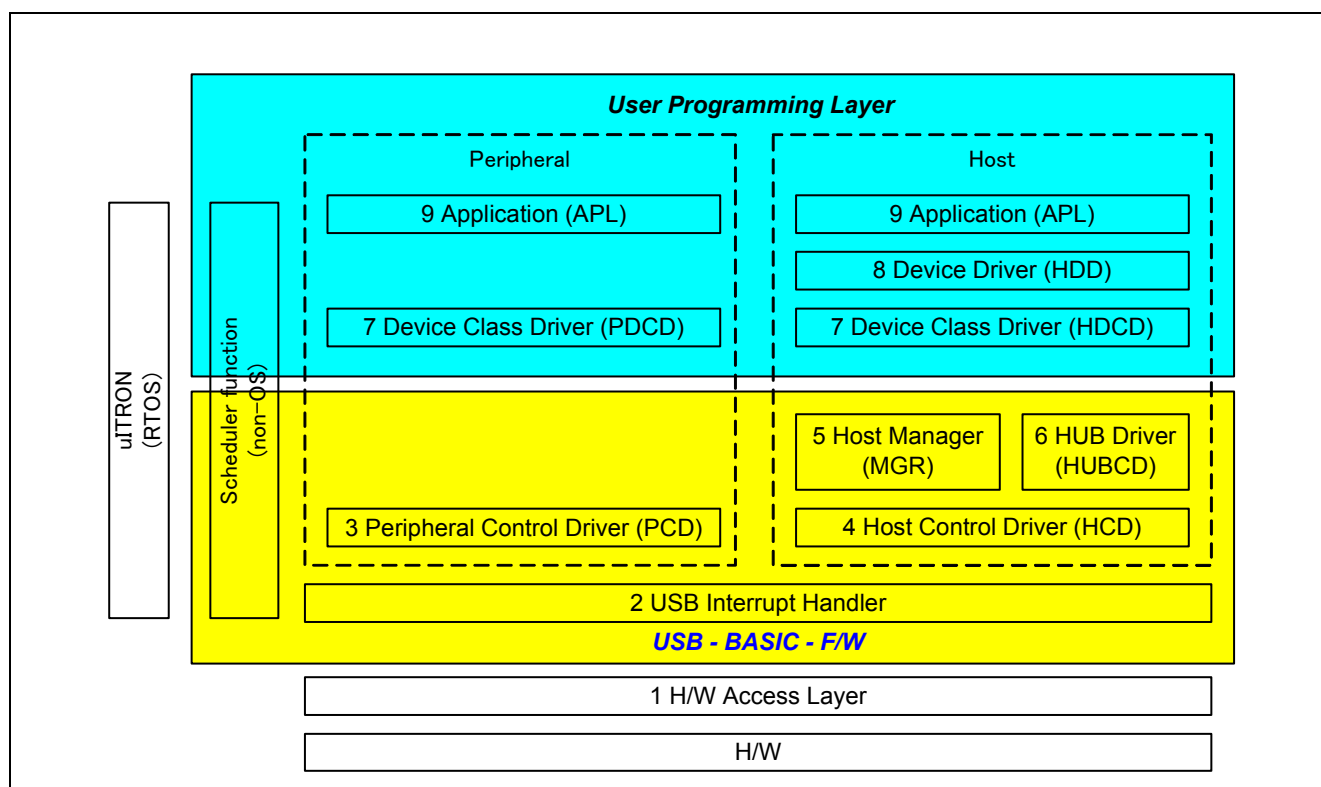 User Programming Layer
Peripheral
Host
9 Application (APL)
9 Application (APL)
8 Device Driver (HDD)
7 Device Class Driver (PDCD)
7 Device Class Driver (HDCD)
uITRON
(RTOS)
Scheduler function
(non-OS)
5 Host Manager
(MGR)
6 HUB Driver
(HUBCD)
3 Peripheral Control Driver (PCD)
4 Host Control Driver (HCD)
2 USB Interrupt Handler
USB - BASIC - F/W
1 H/W Access Layer
H/W